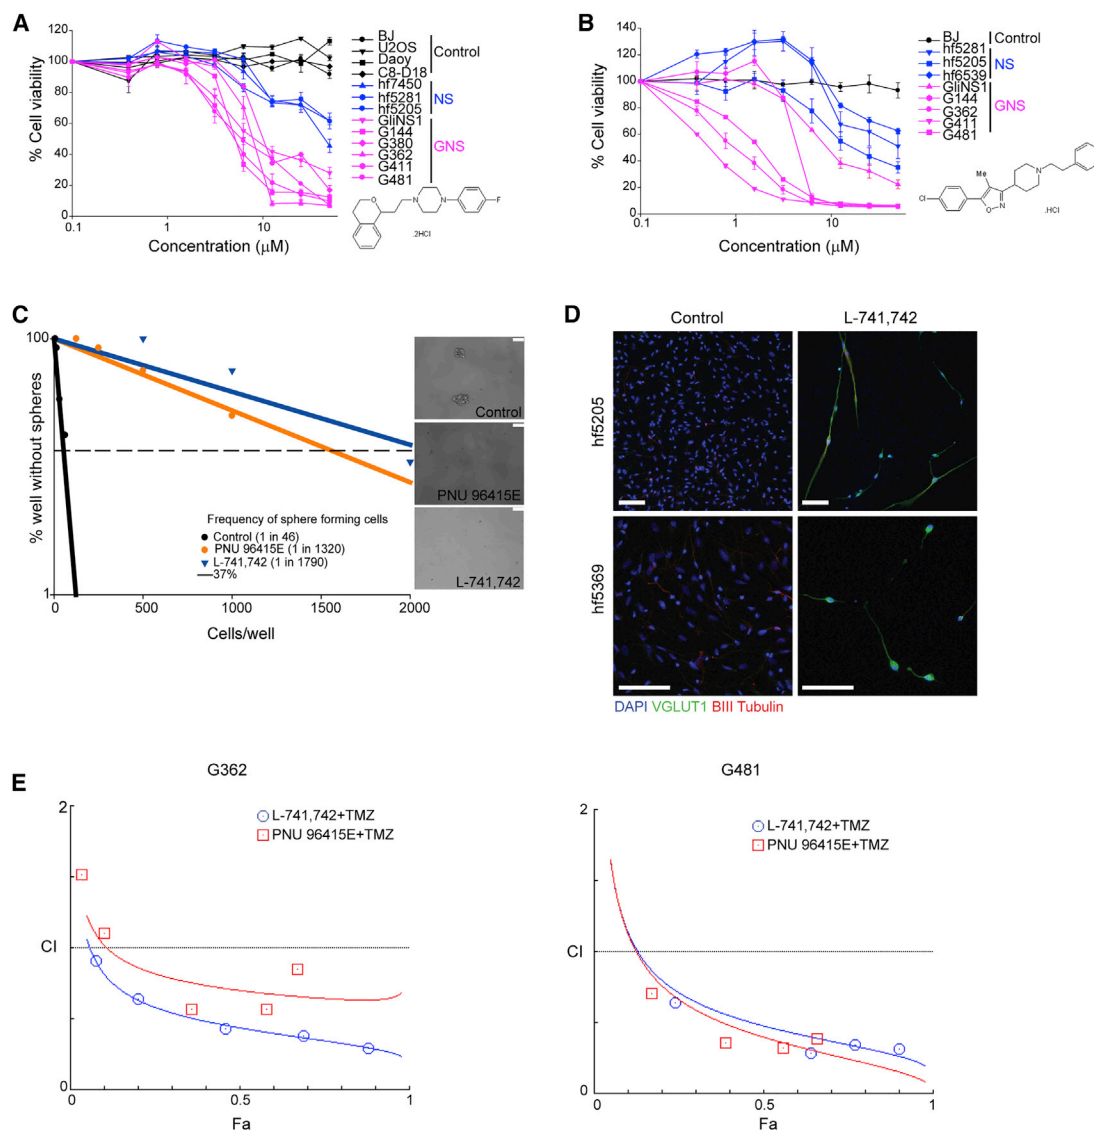 A
% Cell viability
120
100
80
60
40
20
0
0.1
1
10
Concentration (μM)
BJ
U2OS
Daoy
C8-D18
Control
hf7450
hf5281
hf5205
NS
GliNS1
G144
G380
G362
G411
G481
GNS
O
N
N
F
.2HCl
B
% Cell viability
140
120
100
80
60
40
20
0
0.1
1
10
Concentration (μM)
BJ
Control
hf5281
hf5205
hf6539
NS
GliNS1
G144
G362
G411
G481
GNS
Cl
Me
O
N
N
.HCl
C
% well without spheres
100
1
0
500
1000
1500
2000
Cells/well
Frequency of sphere forming cells
Control (1 in 46)
PNU 96415E (1 in 1320)
L-741,742 (1 in 1790)
37%
Control
PNU 96415E
L-741,742
D
Control
L-741,742
hf5205
hf5369
DAPI VGLUT1 BIII Tubulin
E
G362
2
CI
0
0
0.5
1
Fa
L-741,742+TMZ
PNU 96415E+TMZ
G481
2
CI
0
0
0.5
1
Fa
L-741,742+TMZ
PNU 96415E+TMZ